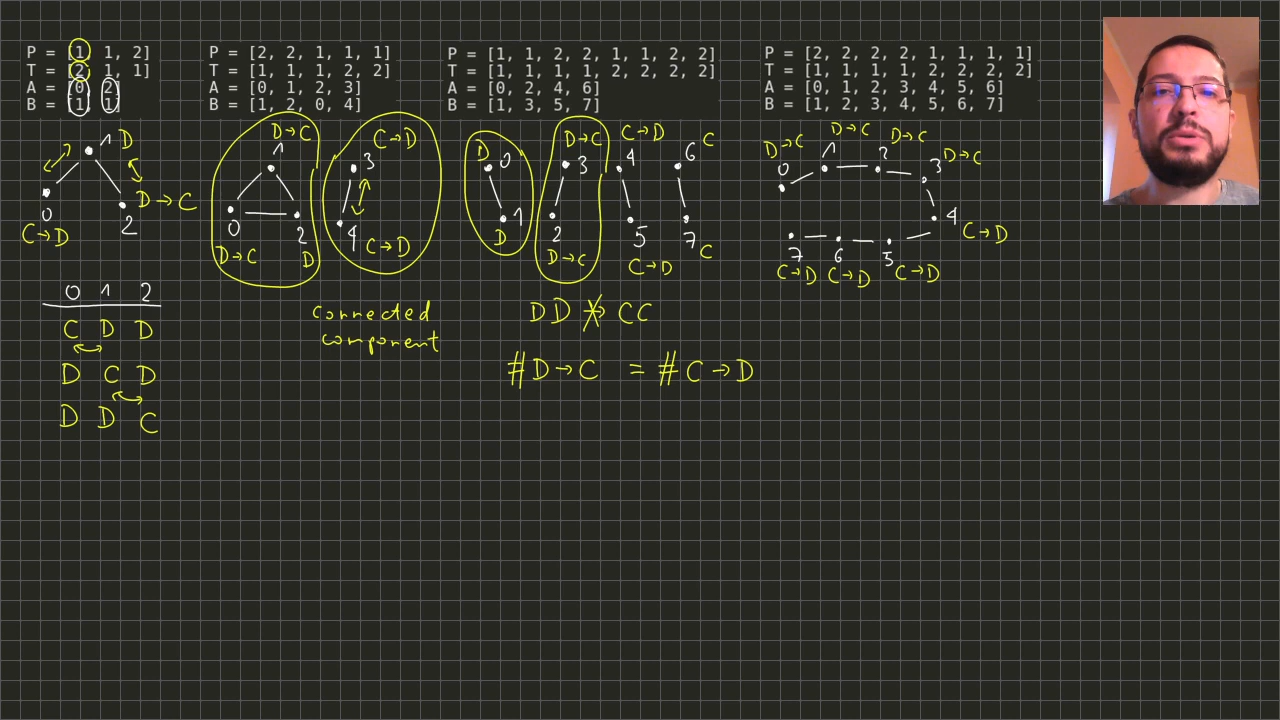 P = [1, 1, 2]
T = [2, 1, 1]
A = [0, 2]
B = [1, 1]
P = [2, 2, 1, 1, 1]
T = [1, 1, 1, 2, 2]
A = [0, 1, 2, 3]
B = [1, 2, 0, 4]
P = [1, 1, 2, 2, 1, 1, 2, 2]
T = [1, 1, 1, 1, 2, 2, 2, 2]
A = [0, 2, 4, 6]
B = [1, 3, 5, 7]
P = [2, 2, 2, 2, 1, 1, 1, 1]
T = [1, 1, 1, 1, 2, 2, 2, 2]
A = [0, 1, 2, 3, 4, 5, 6]
B = [1, 2, 3, 4, 5, 6, 7]
1 D
D→C
0
2
C→D
D→C
1
0
2
D→C
D
C→D
3
4
C→D
D
0
1
D
D→C
3
2
D→C
C→D
4
5
C→D
6
C
7
C
D→C
0
D→C
1
D→C
2
3
D→C
4
C→D
7
6
5
C→D
C→D
C→D
0 1 2
C D D
D C D
D D C
connected
component
DD ↛ CC
#D→C = #C→D